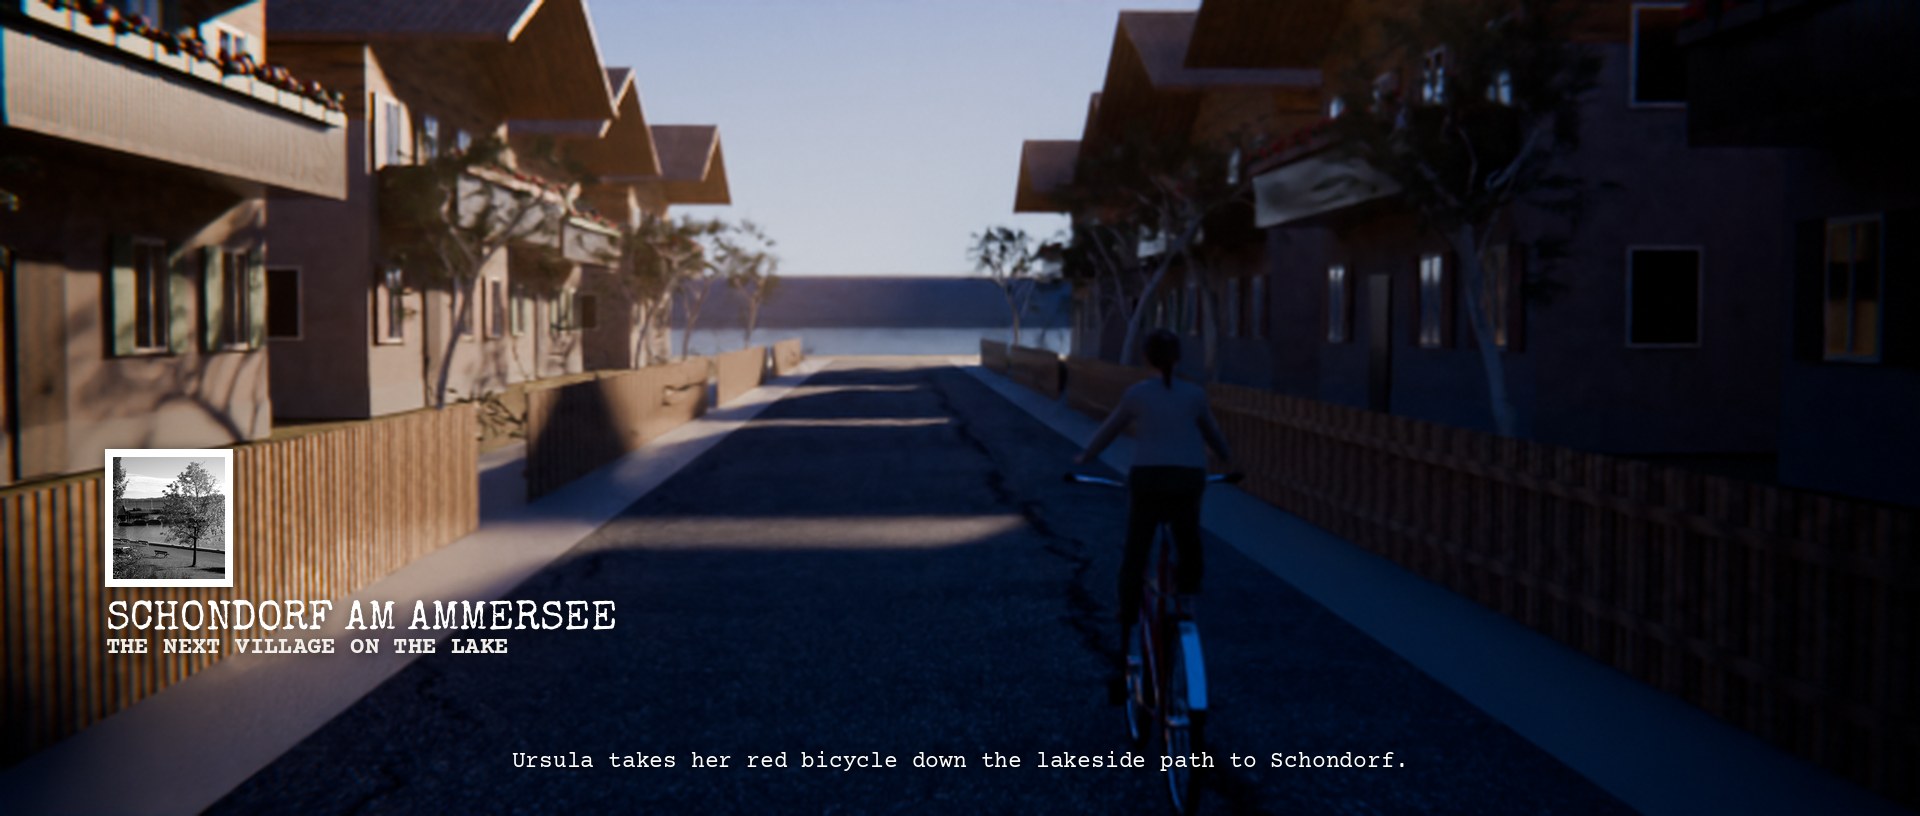 SCHONDORF AM AMMERSEE
THE NEXT VILLAGE ON THE LAKE
Ursula takes her red bicycle down the lakeside path to Schondorf.